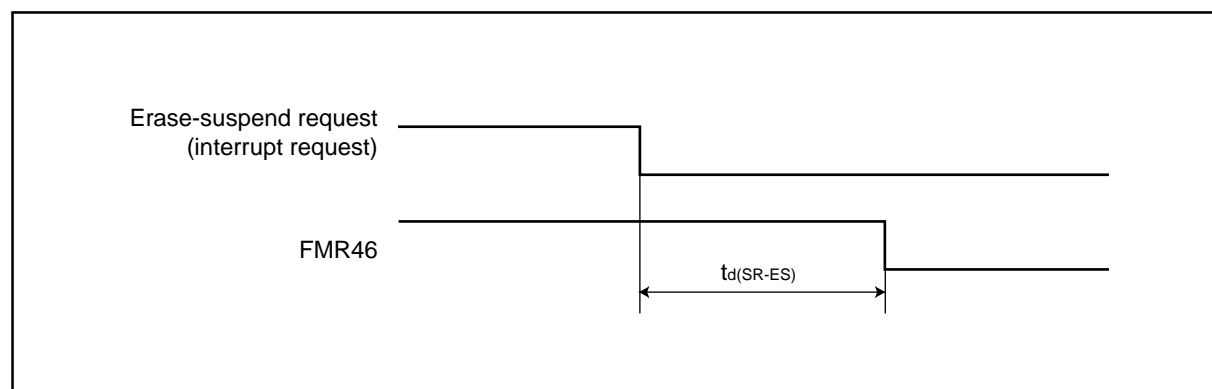 Erase-suspend request
(interrupt request)
FMR46
td(SR-ES)